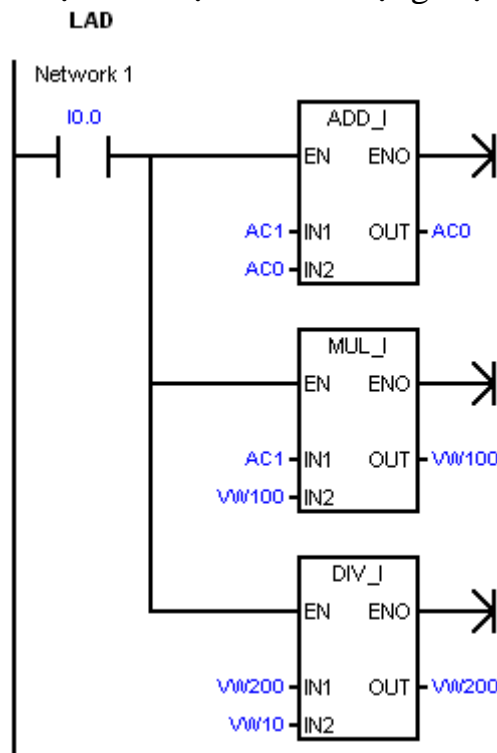 LAD
Network 1
I0.0
ADD_I
EN ENO
AC1 IN1 OUT AC0
AC0 IN2
MUL_I
EN ENO
AC1 IN1 OUT VW100
VW100 IN2
DIV_I
EN ENO
VW200 IN1 OUT VW200
VW10 IN2